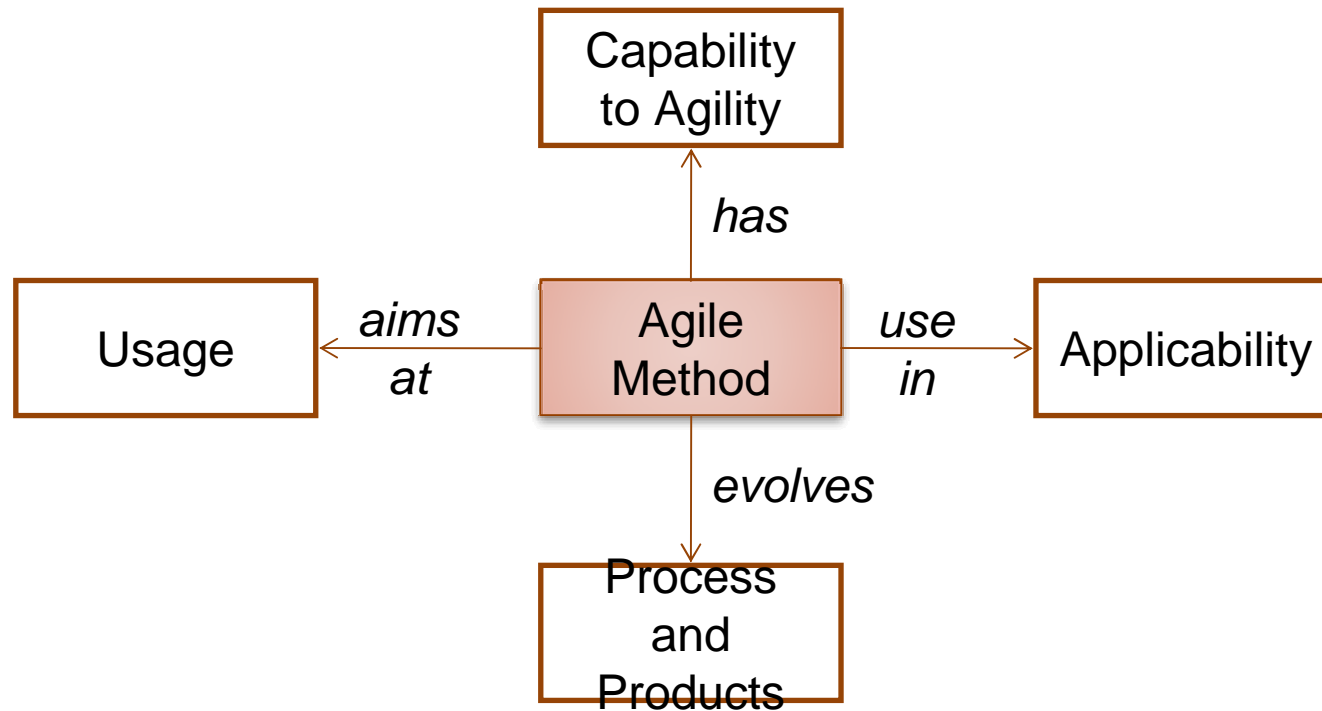 Capability
to Agility
has
Usage
aims
at
Agile
Method
use
in
Applicability
evolves
Process
and
Products